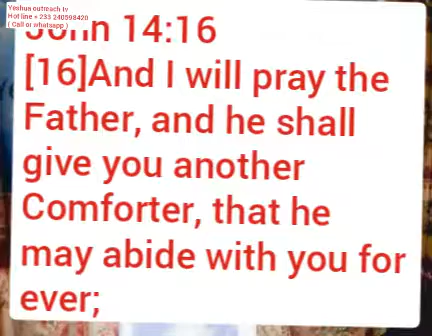 Yeshua outreach tv
Hot line + 233 240598420
( Call or whatsapp )
John 14:16
[16]And I will pray the
Father, and he shall
give you another
Comforter, that he
may abide with you for
ever;